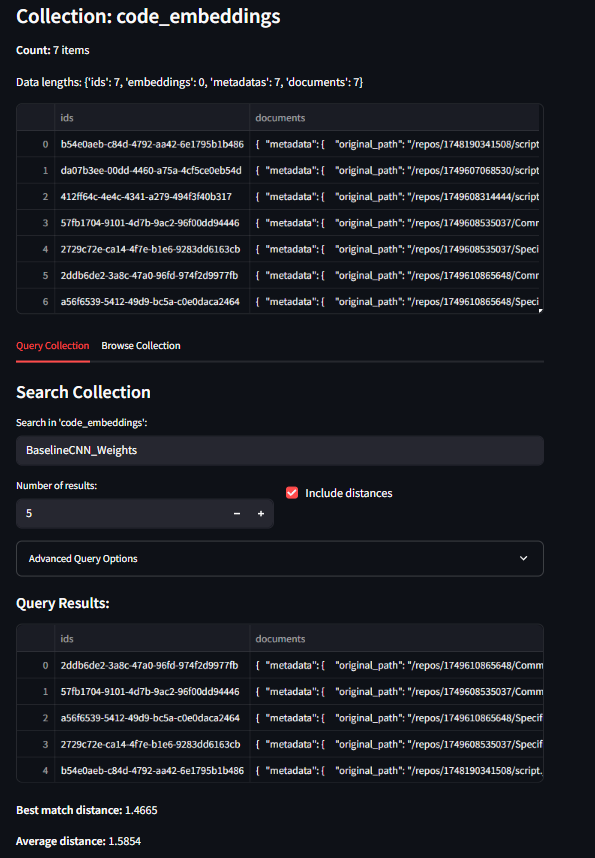 Collection: code_embeddings
Count: 7 items
Data lengths: {'ids': 7, 'embeddings': 0, 'metadatas': 7, 'documents': 7}
ids documents
0 b54e0aeb-c84d-4792-aa42-6e1795b1b486 { "metadata": { "original_path": "/repos/1748190341508/script
1 da07b3ee-00dd-4460-a75a-4cf5ce0eb54d { "metadata": { "original_path": "/repos/1749607068530/script
2 412ff64c-4e4c-4341-a279-494f3f40b317 { "metadata": { "original_path": "/repos/1749608314444/script
3 57fb1704-9101-4d7b-9ac2-96f00dd94446 { "metadata": { "original_path": "/repos/1749608535037/Comm
4 2729c72e-ca14-4f7e-b1e6-9283dd6163cb { "metadata": { "original_path": "/repos/1749608535037/Speci
5 2ddb6de2-3a8c-47a0-96fd-974f2d9977fb { "metadata": { "original_path": "/repos/1749610865648/Comm
6 a56f6539-5412-49d9-bc5a-c0e0daca2464 { "metadata": { "original_path": "/repos/1749610865648/Speci
Query Collection Browse Collection
Search Collection
Search in 'code_embeddings':
BaselineCNN_Weights
Number of results:
Include distances
5 − +
Advanced Query Options
Query Results:
ids documents
0 2ddb6de2-3a8c-47a0-96fd-974f2d9977fb { "metadata": { "original_path": "/repos/1749610865648/Comm
1 57fb1704-9101-4d7b-9ac2-96f00dd94446 { "metadata": { "original_path": "/repos/1749608535037/Comm
2 a56f6539-5412-49d9-bc5a-c0e0daca2464 { "metadata": { "original_path": "/repos/1749610865648/Specif
3 2729c72e-ca14-4f7e-b1e6-9283dd6163cb { "metadata": { "original_path": "/repos/1749608535037/Specif
4 b54e0aeb-c84d-4792-aa42-6e1795b1b486 { "metadata": { "original_path": "/repos/1748190341508/script.
Best match distance: 1.4665
Average distance: 1.5854